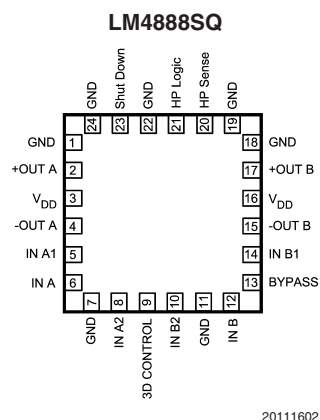 LM4888SQ
GND
Shut Down
GND
HP Logic
HP Sense
GND
24
23
22
21
20
19
GND 1
+OUT A 2
VDD 3
-OUT A 4
IN A1 5
IN A 6
18 GND
17 +OUT B
16 VDD
15 -OUT B
14 IN B1
13 BYPASS
7
8
9
10
11
12
GND
IN A2
3D CONTROL
IN B2
GND
IN B
20111602